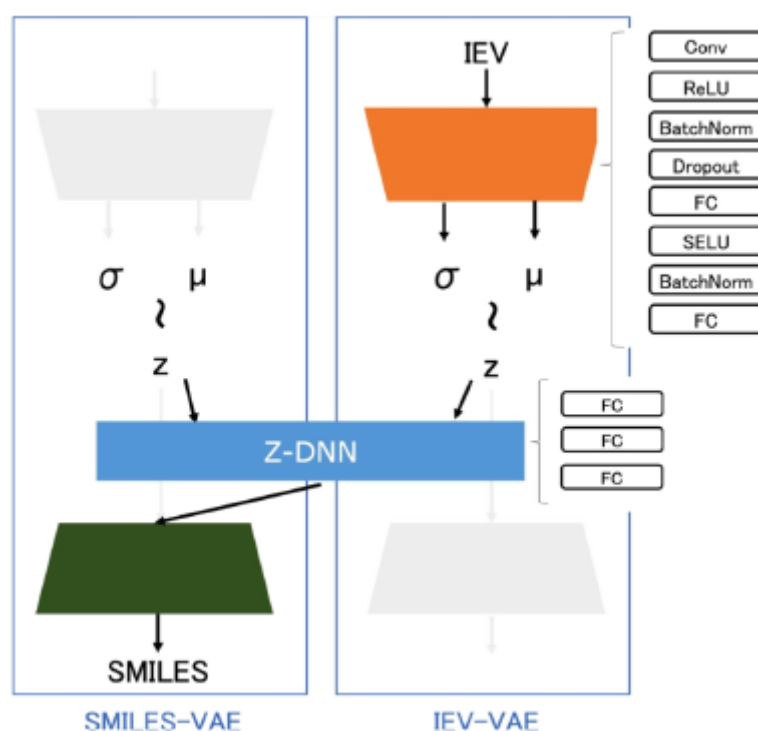 IEV
σ μ
~
z
σ μ
~
z
Z-DNN
SMILES
Conv
ReLU
BatchNorm
Dropout
FC
SELU
BatchNorm
FC
FC
FC
FC
SMILES-VAE
IEV-VAE